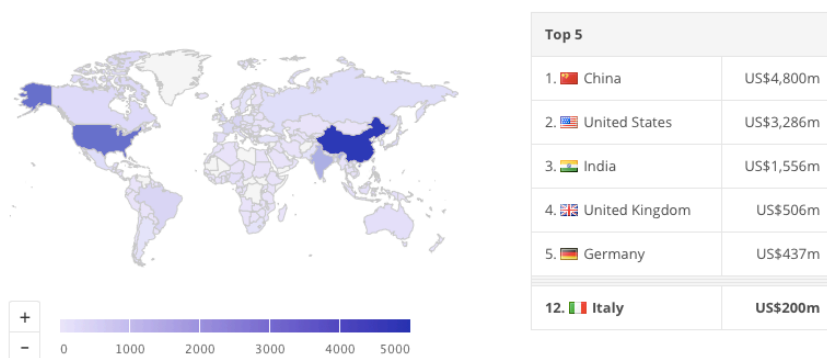 Top 5
1. China US$4,800m
2. United States US$3,286m
3. India US$1,556m
4. United Kingdom US$506m
5. Germany US$437m
12. Italy US$200m
+
-
0 1000 2000 3000 4000 5000